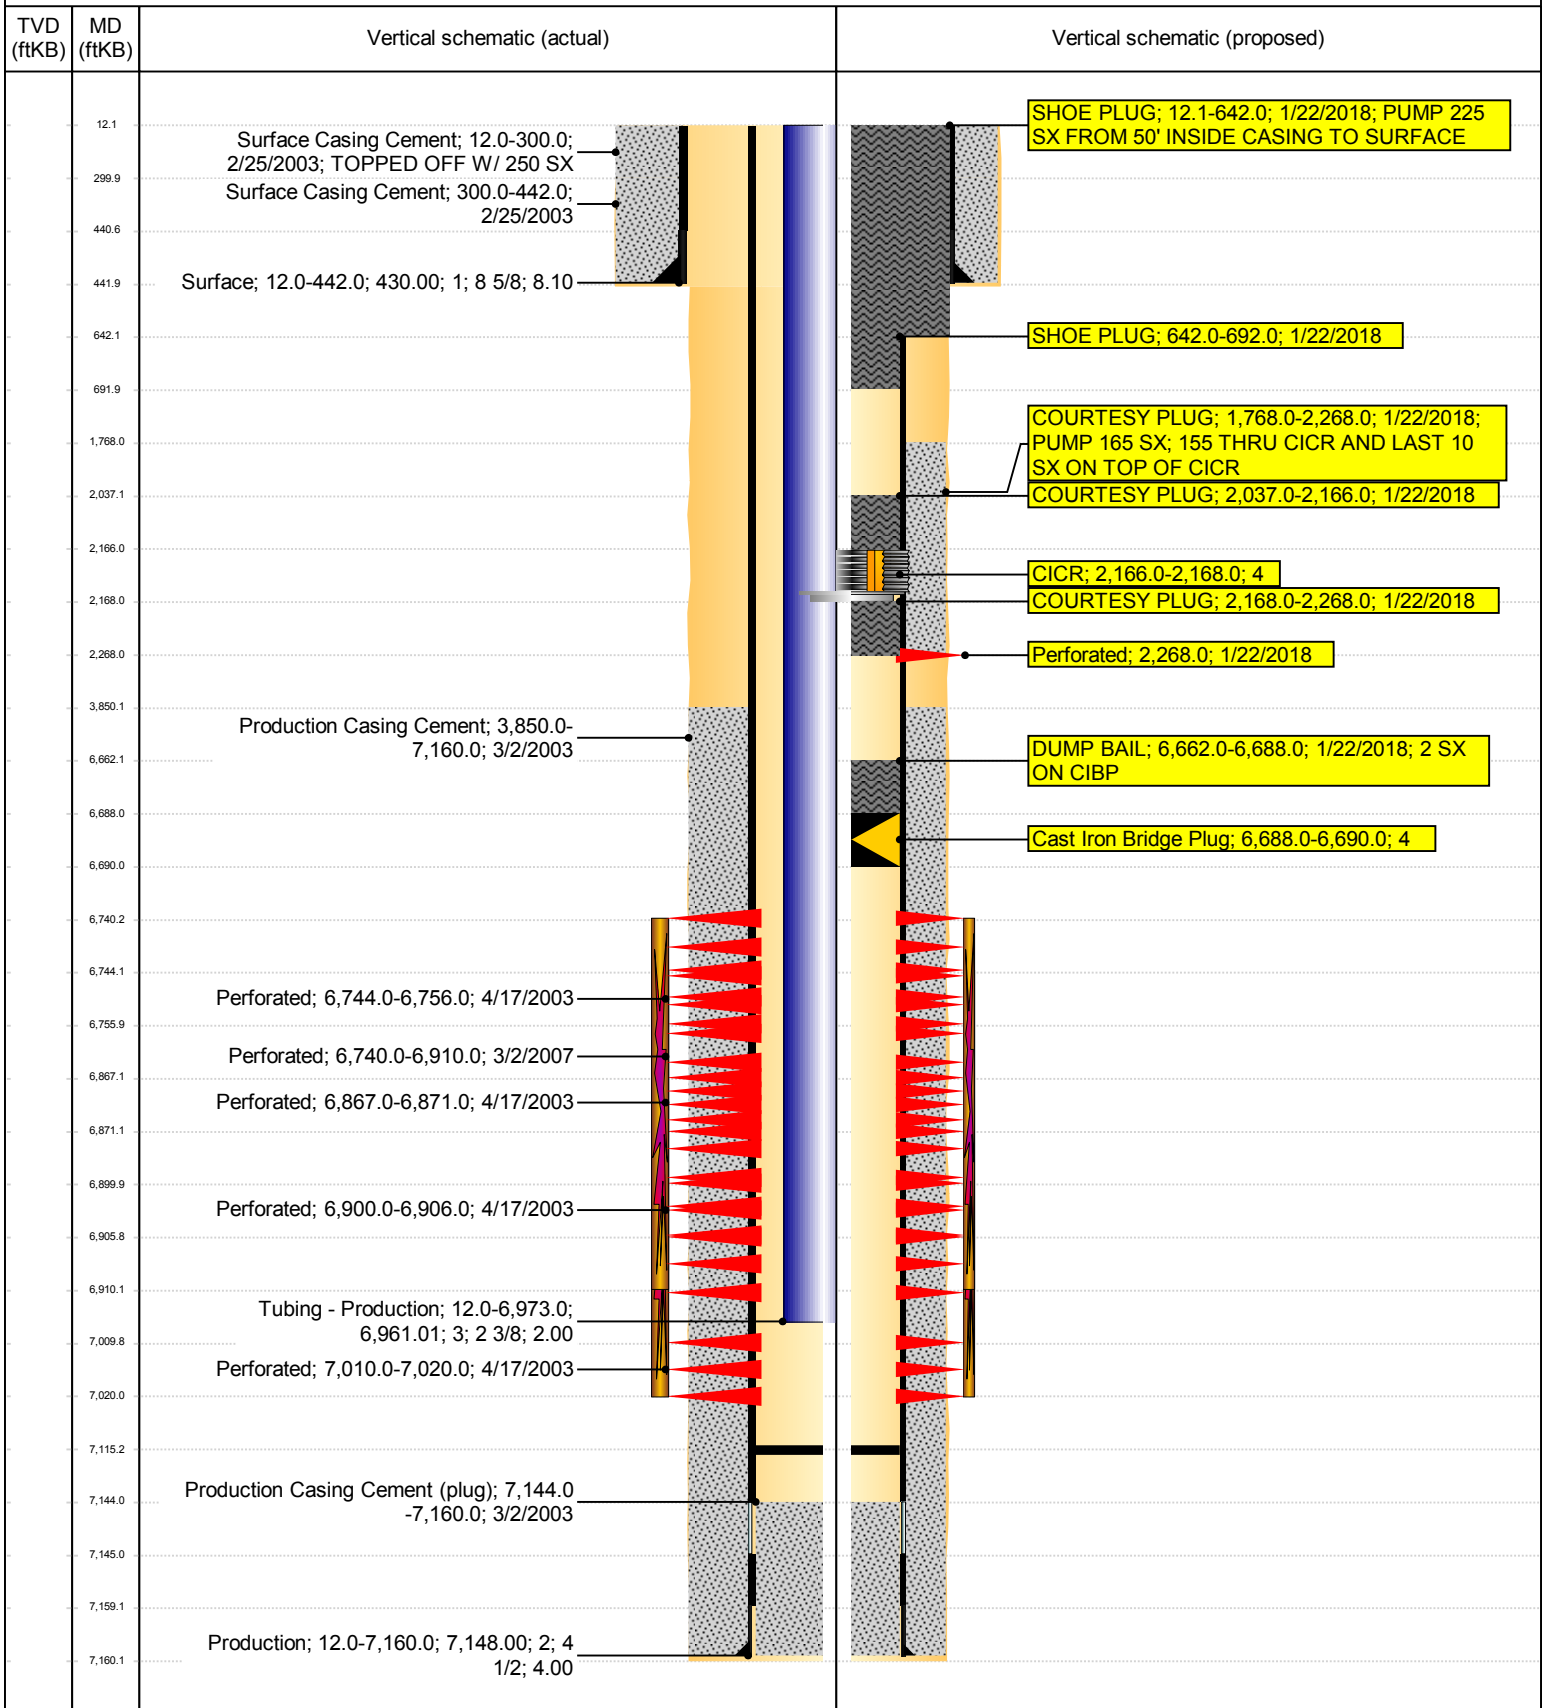 TVD
(ftKB)
MD
(ftKB)
Vertical schematic (actual)
Vertical schematic (proposed)
12.1
299.9
440.6
441.9
642.1
691.9
1,768.0
2,037.1
2,166.0
2,168.0
2,268.0
3,850.1
6,662.1
6,688.0
6,690.0
6,740.2
6,744.1
6,755.9
6,867.1
6,871.1
6,899.9
6,905.8
6,910.1
7,009.8
7,020.0
7,115.2
7,144.0
7,145.0
7,159.1
7,160.1
Surface Casing Cement; 12.0-300.0;
2/25/2003; TOPPED OFF W/ 250 SX
Surface Casing Cement; 300.0-442.0;
2/25/2003
Surface; 12.0-442.0; 430.00; 1; 8 5/8; 8.10
Production Casing Cement; 3,850.0-
7,160.0; 3/2/2003
Perforated; 6,744.0-6,756.0; 4/17/2003
Perforated; 6,740.0-6,910.0; 3/2/2007
Perforated; 6,867.0-6,871.0; 4/17/2003
Perforated; 6,900.0-6,906.0; 4/17/2003
Tubing - Production; 12.0-6,973.0;
6,961.01; 3; 2 3/8; 2.00
Perforated; 7,010.0-7,020.0; 4/17/2003
Production Casing Cement (plug); 7,144.0
-7,160.0; 3/2/2003
Production; 12.0-7,160.0; 7,148.00; 2; 4
1/2; 4.00
SHOE PLUG; 12.1-642.0; 1/22/2018; PUMP 225
SX FROM 50' INSIDE CASING TO SURFACE
SHOE PLUG; 642.0-692.0; 1/22/2018
COURTESY PLUG; 1,768.0-2,268.0; 1/22/2018;
PUMP 165 SX; 155 THRU CICR AND LAST 10
SX ON TOP OF CICR
COURTESY PLUG; 2,037.0-2,166.0; 1/22/2018
CICR; 2,166.0-2,168.0; 4
COURTESY PLUG; 2,168.0-2,268.0; 1/22/2018
Perforated; 2,268.0; 1/22/2018
DUMP BAIL; 6,662.0-6,688.0; 1/22/2018; 2 SX
ON CIBP
Cast Iron Bridge Plug; 6,688.0-6,690.0; 4